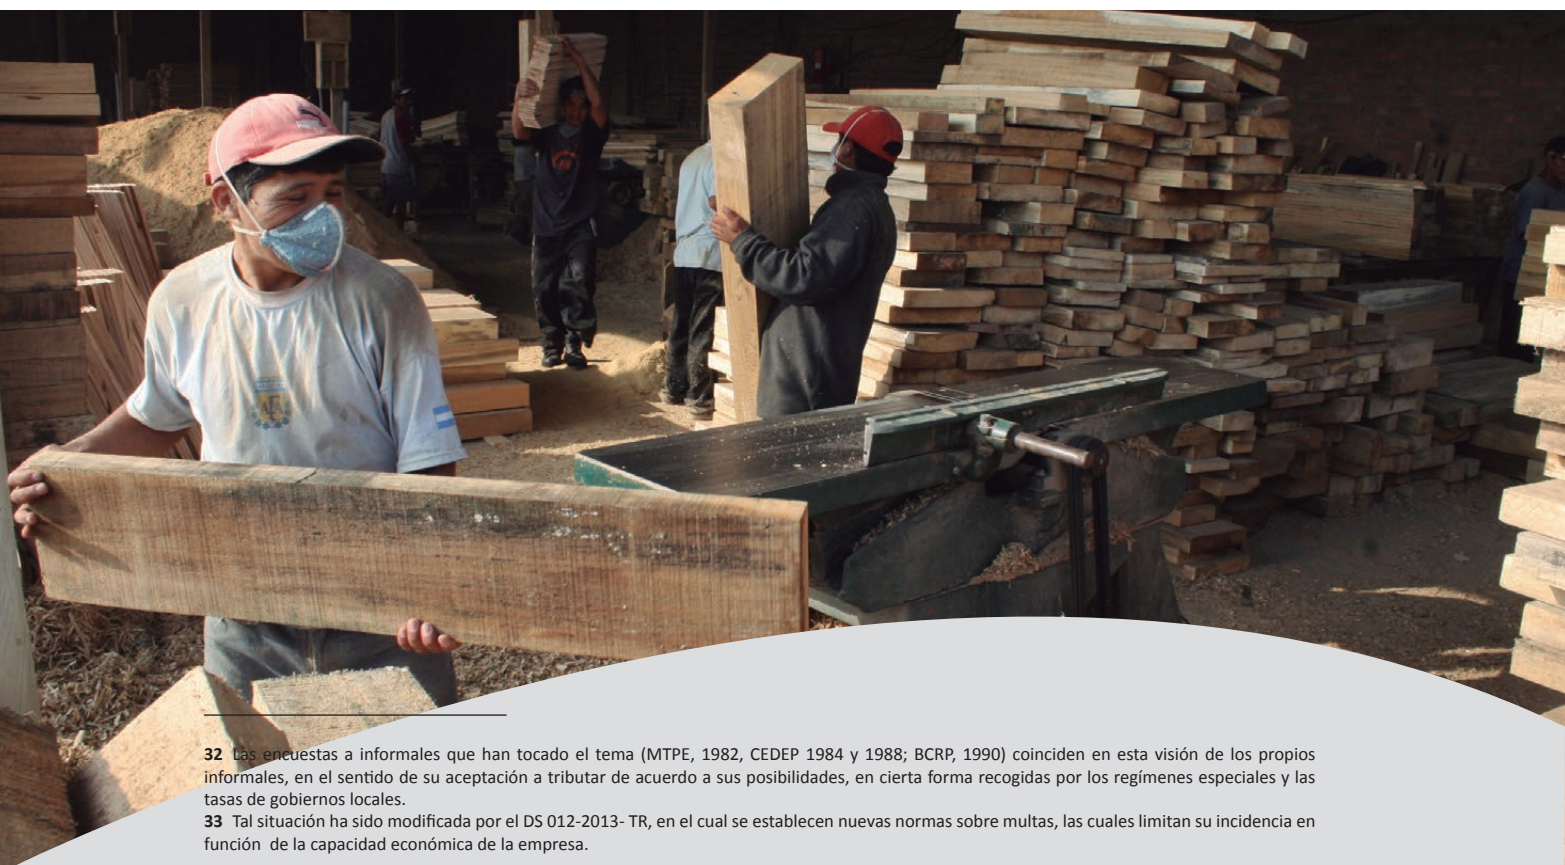 32 Las encuestas a informales que han tocado el tema (MTPE, 1982, CEDEP 1984 y 1988; BCRP, 1990) coinciden en esta visión de los propios
informales, en el sentido de su aceptación a tributar de acuerdo a sus posibilidades, en cierta forma recogidas por los regímenes especiales y las
tasas de gobiernos locales.
33 Tal situación ha sido modificada por el DS 012-2013- TR, en el cual se establecen nuevas normas sobre multas, las cuales limitan su incidencia en
función de la capacidad económica de la empresa.